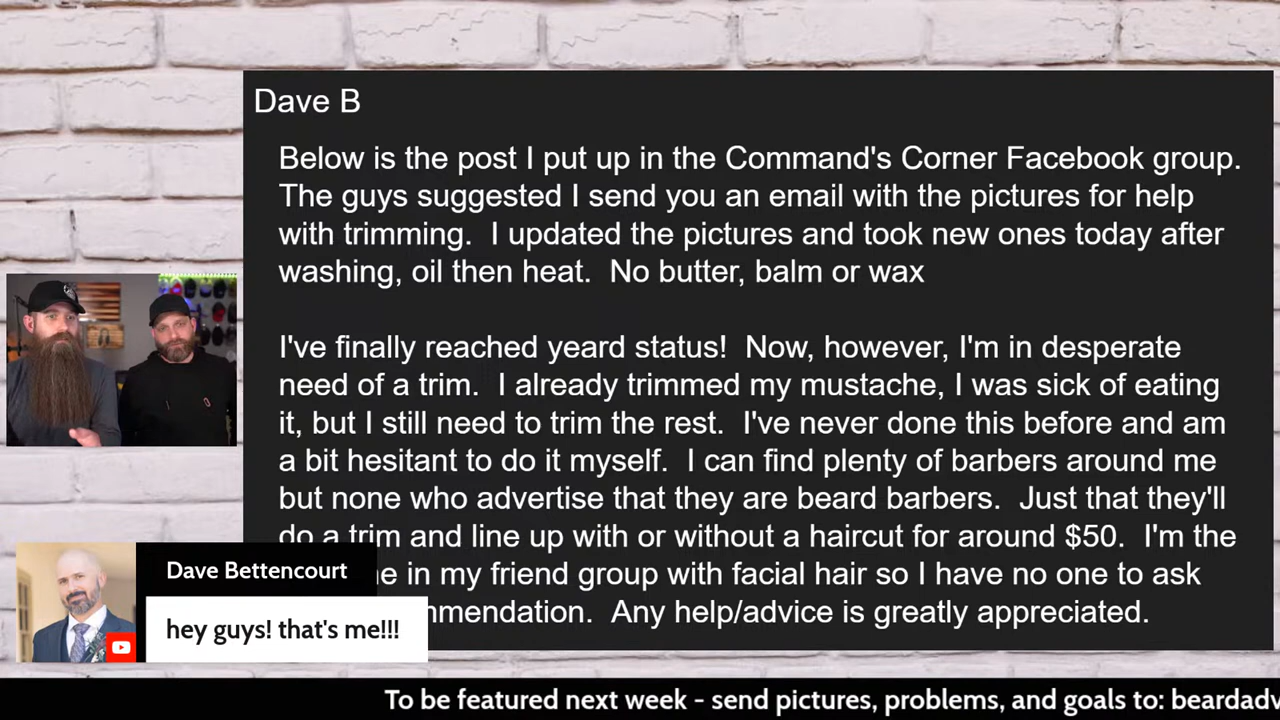 Dave B
Below is the post I put up in the Command's Corner Facebook group.
The guys suggested I send you an email with the pictures for help
with trimming.  I updated the pictures and took new ones today after
washing, oil then heat.  No butter, balm or wax
I've finally reached yeard status!  Now, however, I'm in desperate
need of a trim.  I already trimmed my mustache, I was sick of eating
it, but I still need to trim the rest.  I've never done this before and am
a bit hesitant to do it myself.  I can find plenty of barbers around me
but none who advertise that they are beard barbers.  Just that they'll
do a trim and line up with or without a haircut for around $50.  I'm the
in my friend group with facial hair so I have no one to ask
Any help/advice is greatly appreciated.
Dave Bettencourt
hey guys! that's me!!!
To be featured next week - send pictures, problems, and goals to: beardadv